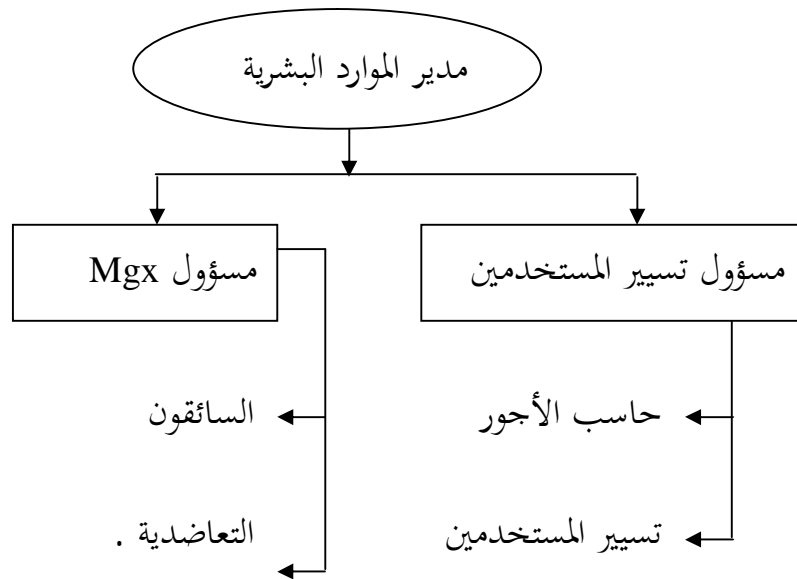 مدير الموارد البشرية
مسؤول تسيير المستخدمين
مسؤول Mgx
حاسب الأجور
السائقون
تسيير المستخدمين
التعاضدية .